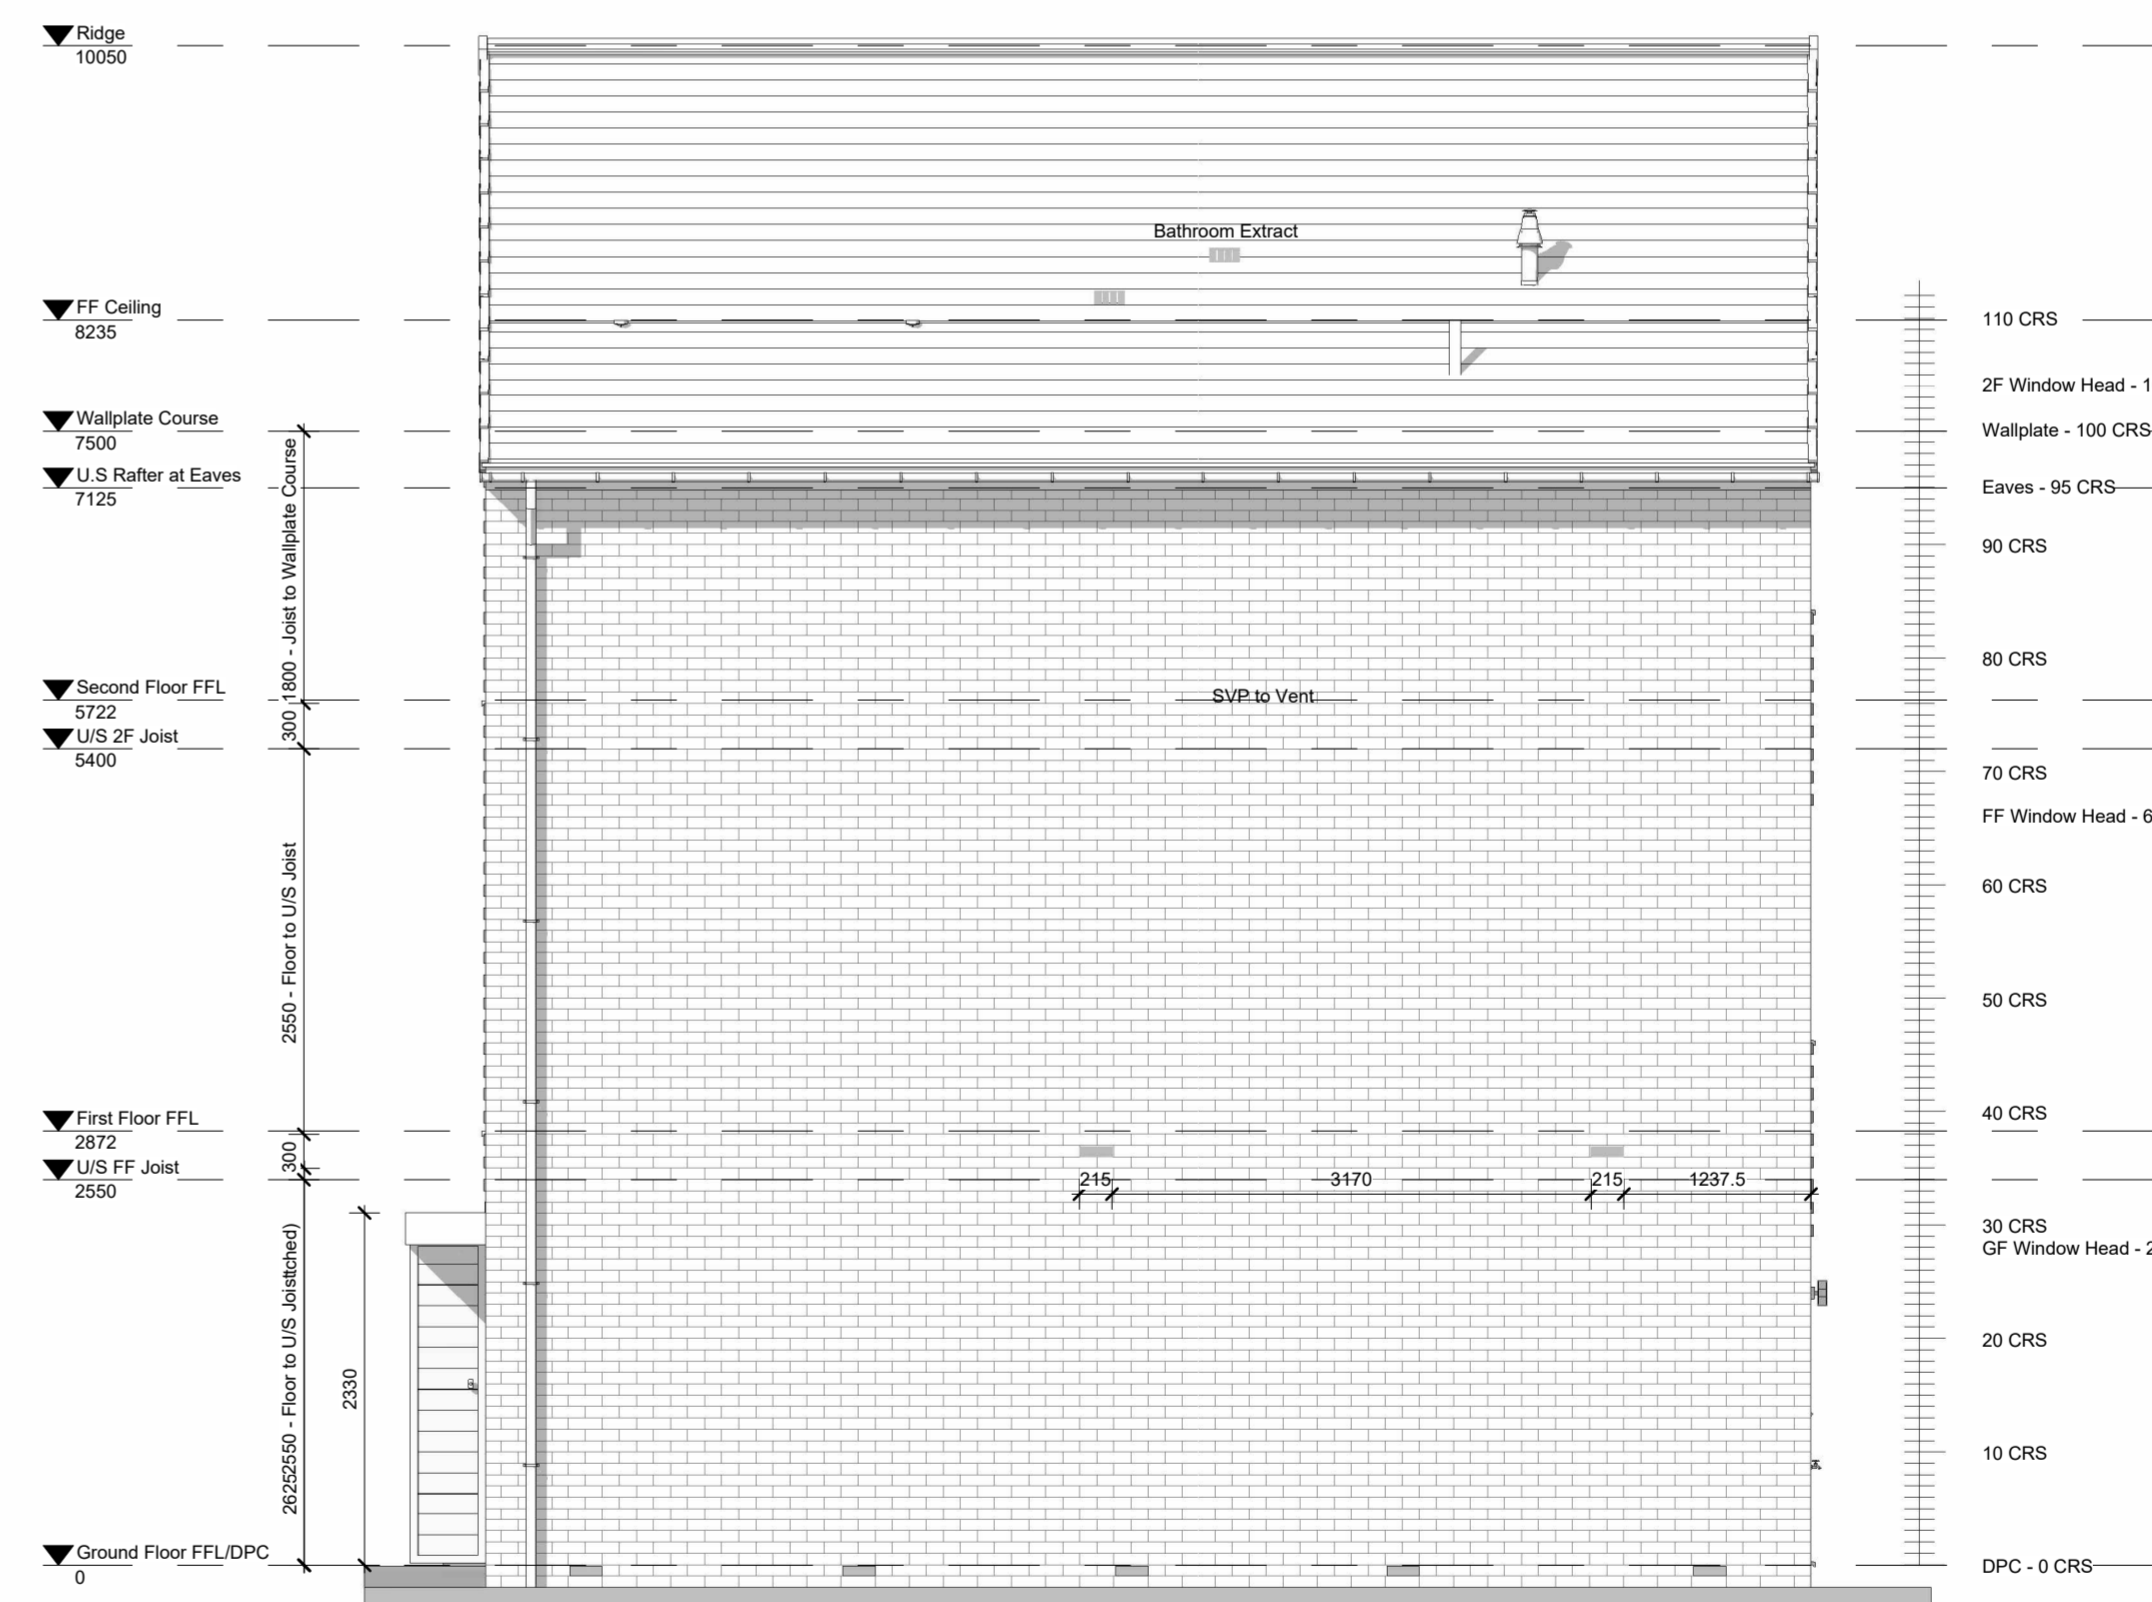 Ridge
10050
Bathroom Extract
FF Ceiling
8235
110 CRS
2F Window Head - 1
Wallplate Course
7500
Wallplate - 100 CRS
U.S Rafter at Eaves
7125
Eaves - 95 CRS
1800 - Joist to Wallplate Course
90 CRS
80 CRS
Second Floor FFL
5722
SVP to Vent
300
U/S 2F Joist
5400
70 CRS
FF Window Head - 6
2550 - Floor to U/S Joist
60 CRS
50 CRS
First Floor FFL
2872
40 CRS
300
U/S FF Joist
2550
215
3170
215
1237.5
30 CRS
GF Window Head - 2
2330
20 CRS
10 CRS
Ground Floor FFL/DPC
0
DPC - 0 CRS